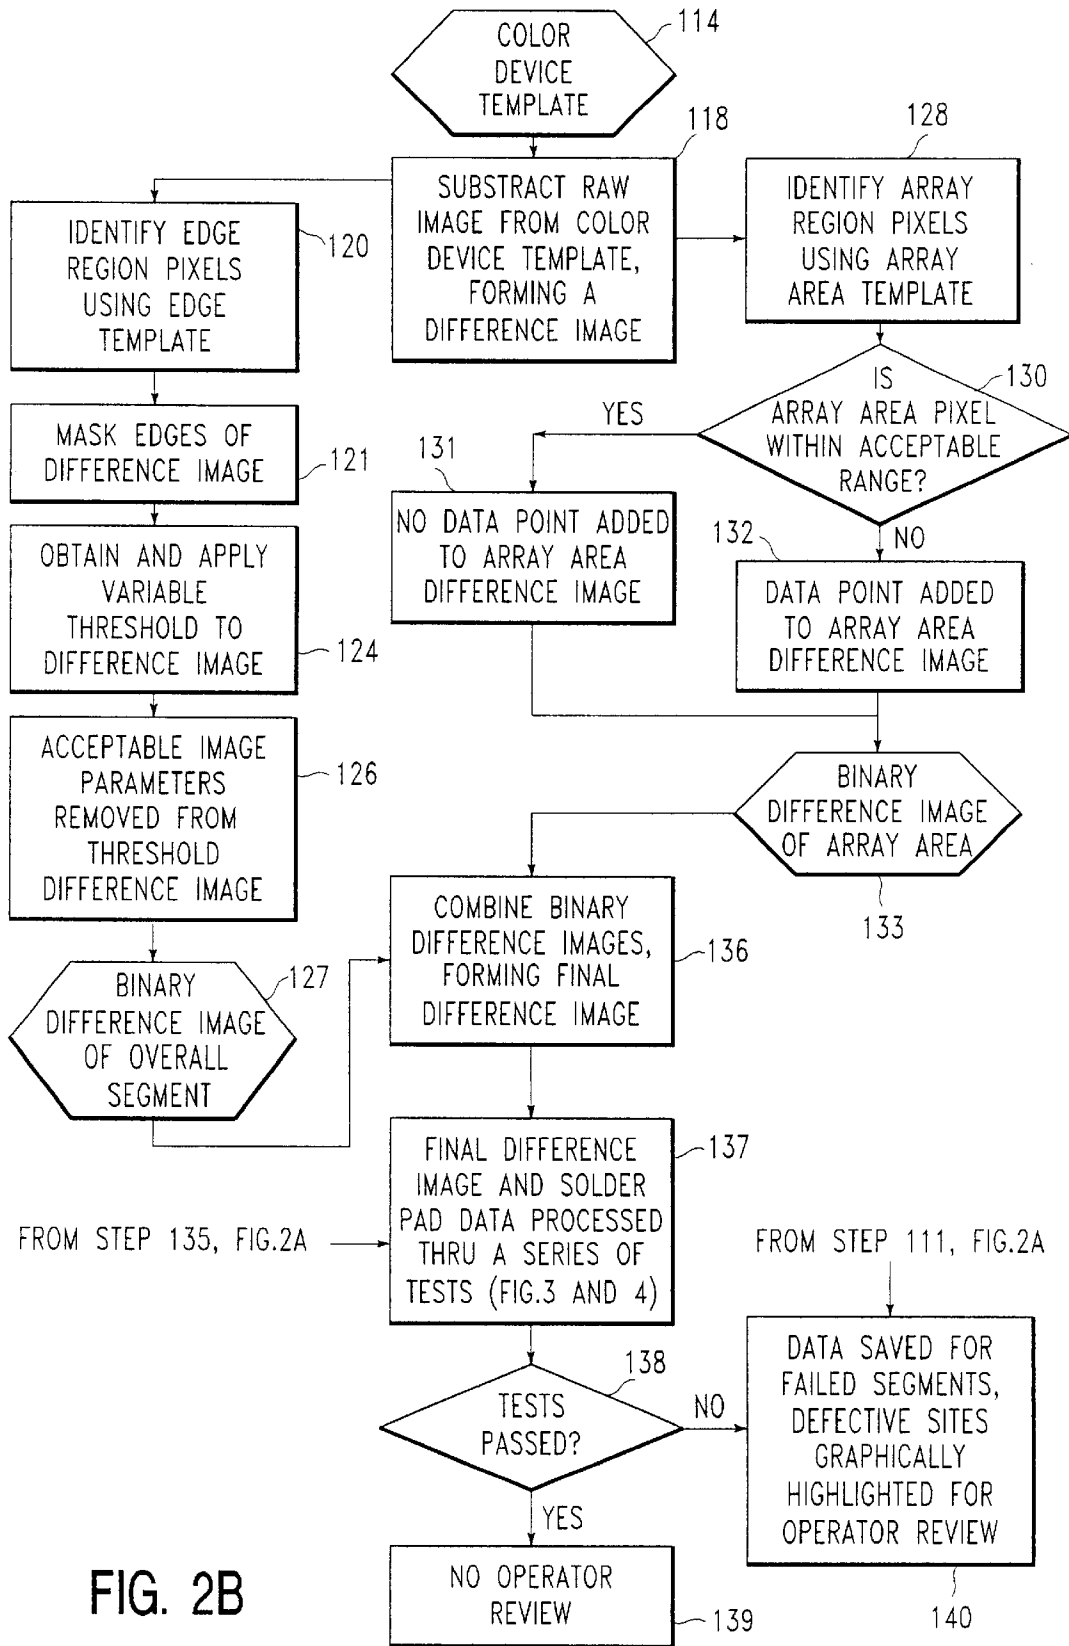 COLOR
DEVICE
TEMPLATE
114
118
SUBSTRACT RAW
IMAGE FROM COLOR
DEVICE TEMPLATE,
FORMING A
DIFFERENCE IMAGE
128
IDENTIFY ARRAY
REGION PIXELS
USING ARRAY
AREA TEMPLATE
IDENTIFY EDGE
REGION PIXELS
USING EDGE
TEMPLATE
120
MASK EDGES OF
DIFFERENCE IMAGE
121
OBTAIN AND APPLY
VARIABLE
THRESHOLD TO
DIFFERENCE IMAGE
124
ACCEPTABLE IMAGE
PARAMETERS
REMOVED FROM
THRESHOLD
DIFFERENCE IMAGE
126
BINARY
DIFFERENCE IMAGE
OF OVERALL
SEGMENT
127
IS
ARRAY AREA PIXEL
WITHIN ACCEPTABLE
RANGE?
130
YES
NO
131
NO DATA POINT ADDED
TO ARRAY AREA
DIFFERENCE IMAGE
132
DATA POINT ADDED
TO ARRAY AREA
DIFFERENCE IMAGE
BINARY
DIFFERENCE IMAGE
OF ARRAY AREA
133
COMBINE BINARY
DIFFERENCE IMAGES,
FORMING FINAL
DIFFERENCE IMAGE
136
FROM STEP 135, FIG.2A
FINAL DIFFERENCE
IMAGE AND SOLDER
PAD DATA PROCESSED
THRU A SERIES OF
TESTS (FIG.3 AND 4)
137
TESTS
PASSED?
138
NO
YES
FROM STEP 111, FIG.2A
DATA SAVED FOR
FAILED SEGMENTS,
DEFECTIVE SITES
GRAPHICALLY
HIGHLIGHTED FOR
OPERATOR REVIEW
140
NO OPERATOR
REVIEW
139
FIG. 2B